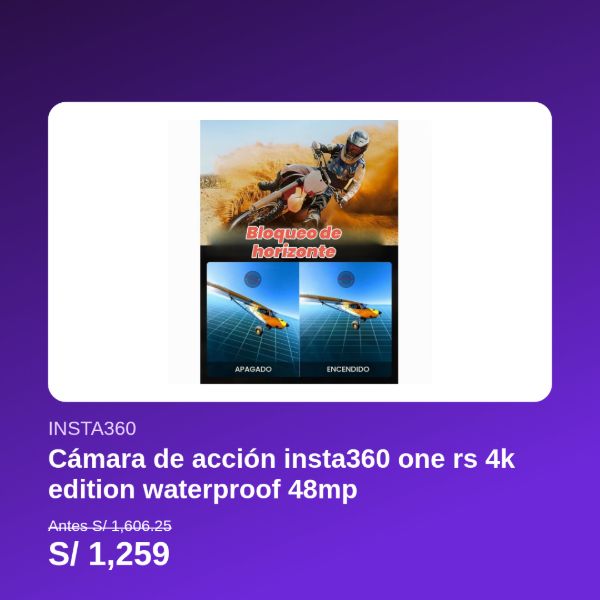 Bloqueo de
horizonte
APAGADO
ENCENDIDO
INSTA360
Cámara de acción insta360 one rs 4k
edition waterproof 48mp
Antes S/ 1,606.25
S/ 1,259